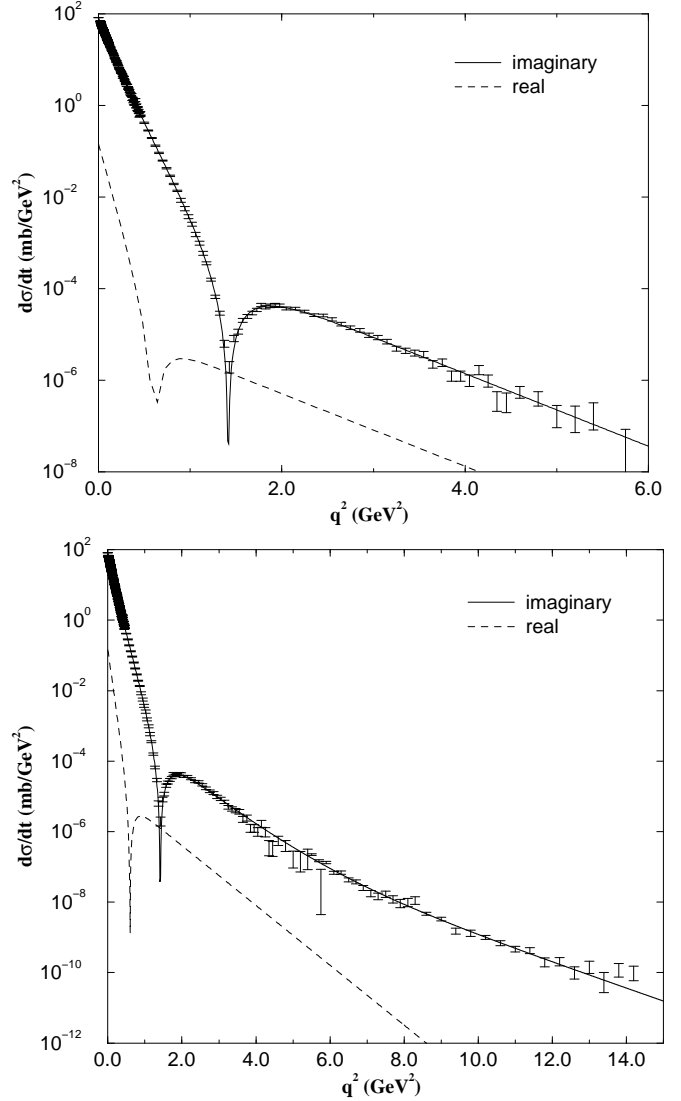 10^2
imaginary
real
10^0
10^−2
dσ/dt (mb/GeV^2)
10^−4
10^−6
10^−8
0.0 2.0 4.0 6.0
q^2 (GeV^2)
10^2
imaginary
real
10^0
10^−2
10^−4
dσ/dt (mb/GeV^2)
10^−6
10^−8
10^−10
10^−12
0.0 2.0 4.0 6.0 8.0 10.0 12.0 14.0
q^2 (GeV^2)